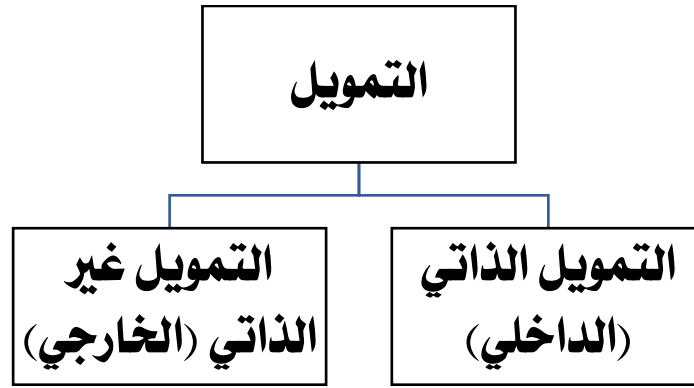 التمويل
التمويل الذاتي
(الداخلي)
التمويل غير
الذاتي (الخارجي)